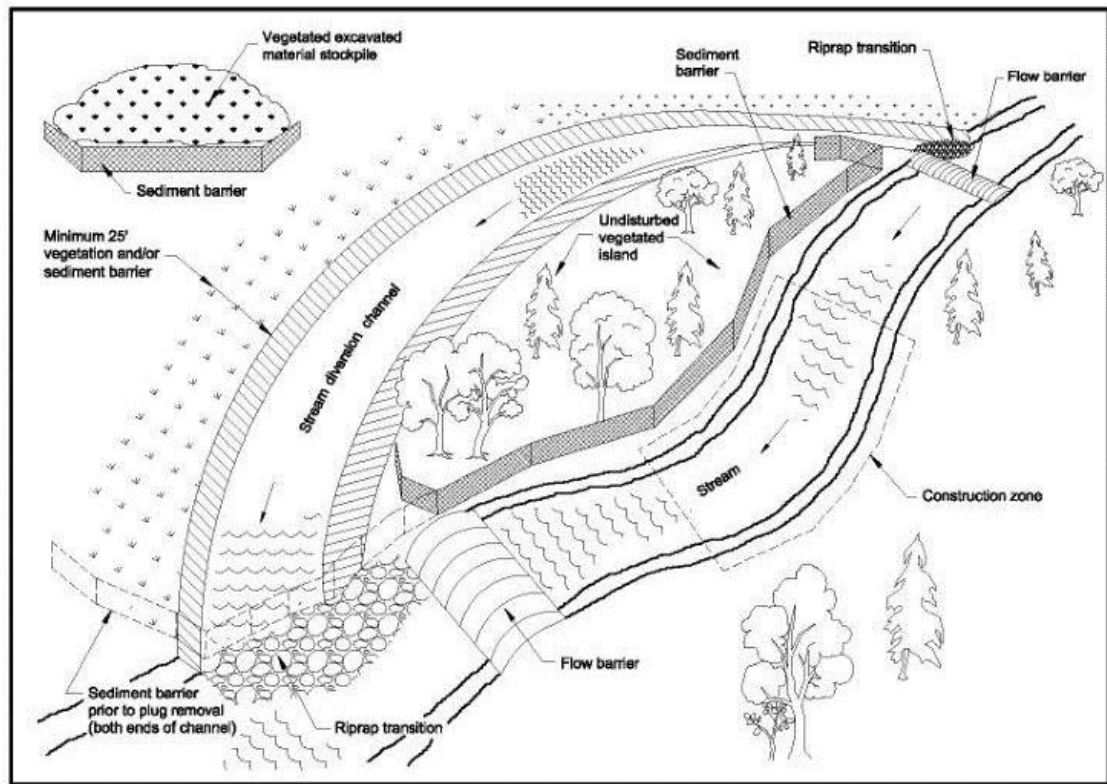 Vegetated excavated
material stockpile
Sediment barrier
Sediment
barrier
Riprap transition
Flow barrier
Minimum 25'
vegetation and/or
sediment barrier
Undisturbed
vegetated
island
Stream diversion channel
Stream
Construction zone
Flow barrier
Sediment barrier
prior to plug removal
(both ends of channel)
Riprap transition